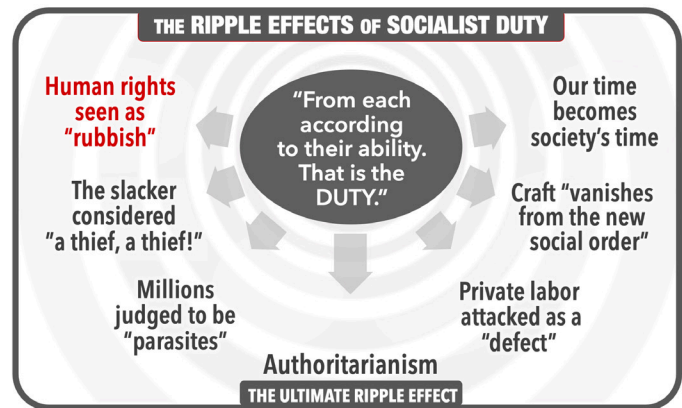 THE RIPPLE EFFECTS OF SOCIALIST DUTY
Human rights
seen as
“rubbish”
“From each
according
to their ability.
That is the
DUTY.”
Our time
becomes
society’s time
The slacker
considered
“a thief, a thief!”
Craft “vanishes
from the new
social order”
Millions
judged to be
“parasites”
Private labor
attacked as a
“defect”
Authoritarianism
THE ULTIMATE RIPPLE EFFECT